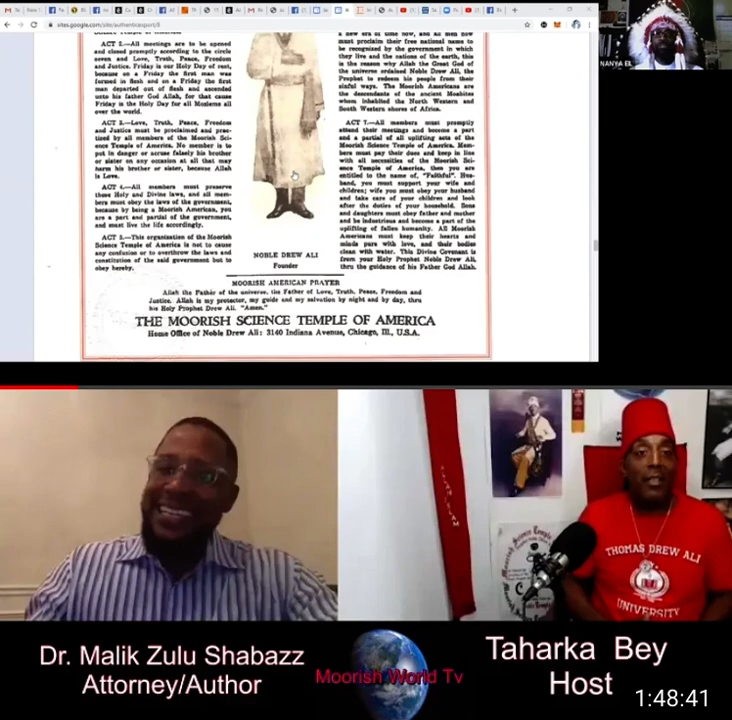 sites.google.com/site/authenticasport/8
ACT 2.—All meetings are to be opened
and closed promptly according to the circle
seven and Love, Truth, Peace, Freedom
and Justice. Friday is our Holy Day of rest,
because on a Friday the first man was
formed in flesh and on a Friday the first
man departed out of flesh and ascended
unto his father God Allah, for that cause
Friday is the Holy Day for all Moslems all
over the world.
ACT 3.—Love, Truth, Peace, Freedom
and Justice must be proclaimed and prac-
tised by all members of the Moorish Sci-
ence Temple of America. No member is to
put in danger or accuse falsely his brother
or sister on any occasion at all that may
harm his brother or sister, because Allah
is Love.
ACT 4.—All members must preserve
these Holy and Divine laws, and all mem-
bers must obey the laws of the government,
because by being a Moorish American, you
are a part and partial of the government,
and must live the life accordingly.
ACT 5.—This organization of the Moorish
Science Temple of America is not to cause
any confusion or to overthrow the laws and
constitution of the said government but to
obey hereby.
NOBLE DREW ALI
Founder
must proclaim their free national name to
be recognized by the government in which
they live and the nations of the earth, this
is the reason why Allah the Great God of
the universe ordained Noble Drew Ali, the
Prophet to redeem his people from their
sinful ways. The Moorish Americans are
the descendants of the ancient Moabites
whom inhabited the North Western and
South Western shores of Africa.
ACT 7.—All members must promptly
attend their meetings and become a part
and a partial of all uplifting acts of the
Moorish Science Temple of America. Mem-
bers must pay their dues and keep in line
with all necessities of the Moorish Sci-
ence Temple of America, then you are
entitled to the name of, "Faithful". Hus-
band, you must support your wife and
children; wife you must obey your husband
and take care of your children and look
after the duties of your household. Sons
and daughters must obey father and mother
and be industrious and become a part of the
uplifting of fallen humanity. All Moorish
Americans must keep their hearts and
minds pure with love, and their bodies
clean with water. This Divine Covenant is
from your Holy Prophet Noble Drew Ali,
thru the guidance of his Father God Allah.
MOORISH AMERICAN PRAYER
Allah the Father of the universe, the Father of Love, Truth, Peace, Freedom and
Justice. Allah is my protector, my guide and my salvation by night and by day, thru
his Holy Prophet Drew Ali. "Amen."
THE MOORISH SCIENCE TEMPLE OF AMERICA
Home Office of Noble Drew Ali: 3140 Indiana Avenue, Chicago, Ill., U.S.A.
NANYA EL
THOMAS DREW ALI
UNIVERSITY
Dr. Malik Zulu Shabazz
Attorney/Author
Moorish World Tv
Taharka Bey
Host
1:48:41